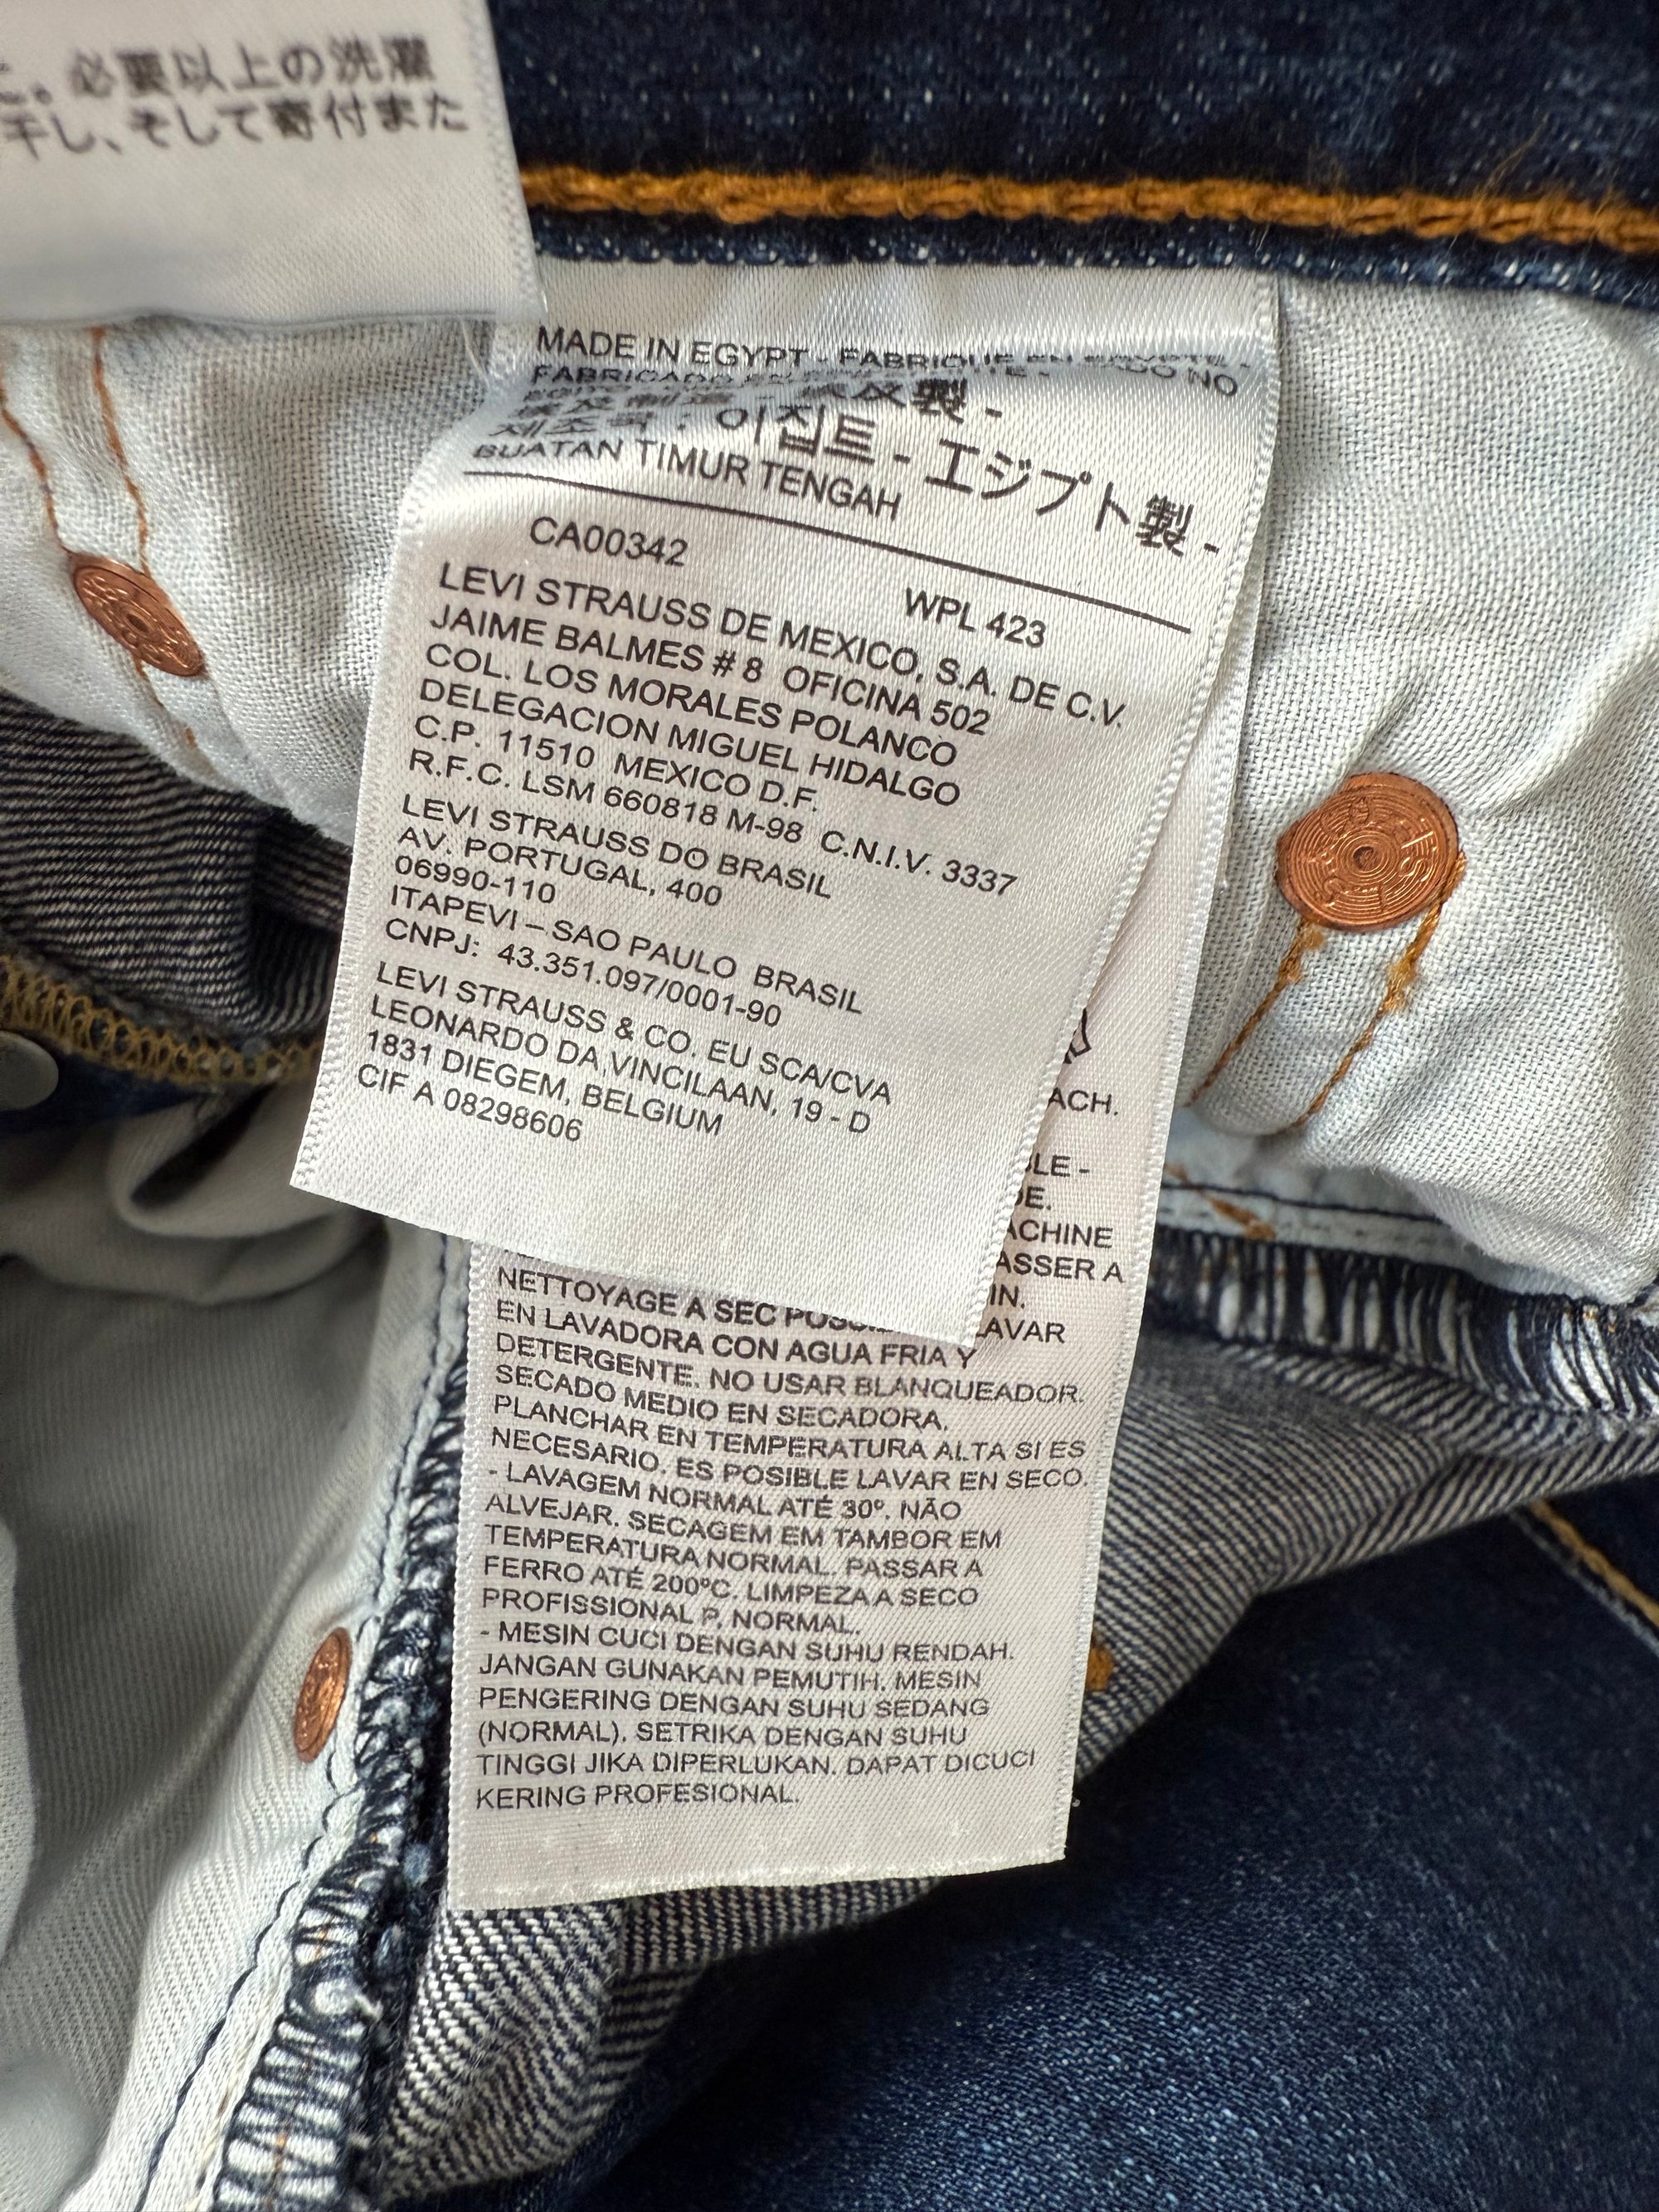 必要以上の洗濯
干し、そして寄付また
MADE IN EGYPT - FABRIQUE EN EGYPTE -
FABRICADO EN
製造 - 埃及製 -
제조국 : 이집트 - エジプト製 -
BUATAN TIMUR TENGAH
CA00342
WPL 423
LEVI STRAUSS DE MEXICO, S.A. DE C.V.
JAIME BALMES # 8 OFICINA 502
COL. LOS MORALES POLANCO
DELEGACION MIGUEL HIDALGO
C.P. 11510 MEXICO D.F.
R.F.C. LSM 660818 M-98 C.N.I.V. 3337
LEVI STRAUSS DO BRASIL
AV. PORTUGAL, 400
06990-110
ITAPEVI – SAO PAULO BRASIL
CNPJ: 43.351.097/0001-90
LEVI STRAUSS & CO. EU SCA/CVA
LEONARDO DA VINCILAAN, 19 - D
1831 DIEGEM, BELGIUM
CIF A 08298606
ACH.
LE -
DE.
ACHINE
ASSER A
IN.
NETTOYAGE A SEC LAVAR
EN LAVADORA CON AGUA FRIA Y
DETERGENTE. NO USAR BLANQUEADOR.
SECADO MEDIO EN SECADORA.
PLANCHAR EN TEMPERATURA ALTA SI ES
NECESARIO. ES POSIBLE LAVAR EN SECO.
- LAVAGEM NORMAL ATÉ 30º. NÃO
ALVEJAR. SECAGEM EM TAMBOR EM
TEMPERATURA NORMAL. PASSAR A
FERRO ATÉ 200ºC. LIMPEZA A SECO
PROFISSIONAL P, NORMAL.
- MESIN CUCI DENGAN SUHU RENDAH.
JANGAN GUNAKAN PEMUTIH. MESIN
PENGERING DENGAN SUHU SEDANG
(NORMAL). SETRIKA DENGAN SUHU
TINGGI JIKA DIPERLUKAN. DAPAT DICUCI
KERING PROFESIONAL.